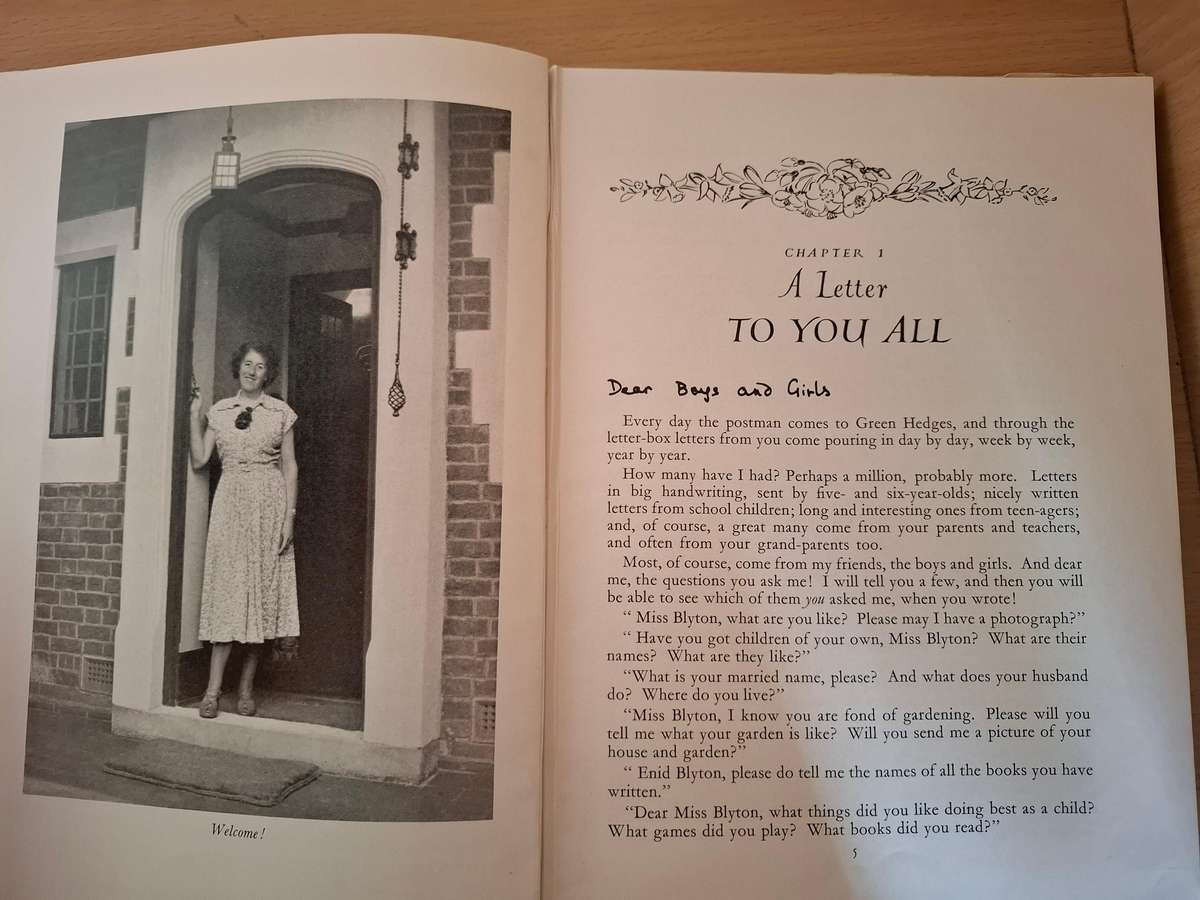 Welcome!
CHAPTER 1
A Letter
TO YOU ALL
Dear Boys and Girls
Every day the postman comes to Green Hedges, and through the
letter-box letters from you come pouring in day by day, week by week,
year by year.
How many have I had? Perhaps a million, probably more. Letters
in big handwriting, sent by five- and six-year-olds; nicely written
letters from school children; long and interesting ones from teen-agers;
and, of course, a great many come from your parents and teachers,
and often from your grand-parents too.
Most, of course, come from my friends, the boys and girls. And dear
me, the questions you ask me! I will tell you a few, and then you will
be able to see which of them you asked me, when you wrote!
“ Miss Blyton, what are you like? Please may I have a photograph?”
“ Have you got children of your own, Miss Blyton? What are their
names? What are they like?”
“What is your married name, please? And what does your husband
do? Where do you live?”
“Miss Blyton, I know you are fond of gardening. Please will you
tell me what your garden is like? Will you send me a picture of your
house and garden?”
“ Enid Blyton, please do tell me the names of all the books you have
written.”
“Dear Miss Blyton, what things did you like doing best as a child?
What games did you play? What books did you read?”
5